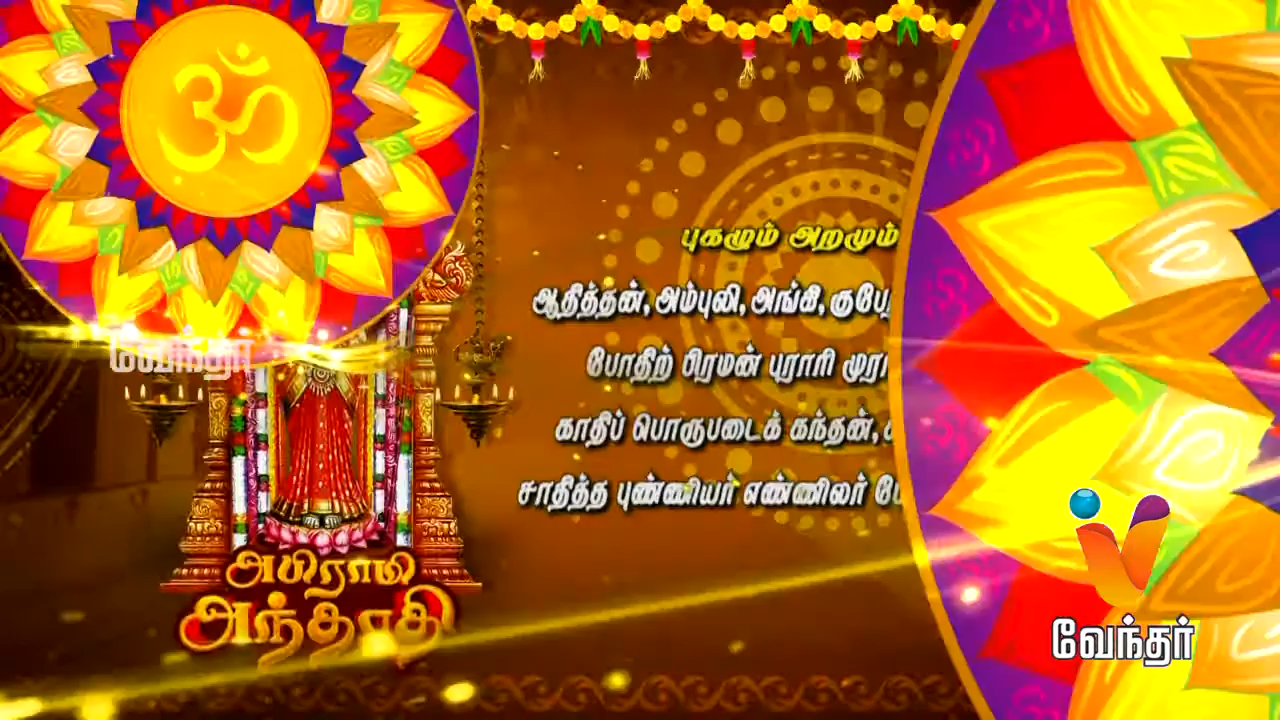 ॐ
புகழும் அறமும்
ஆதித்தன், அம்புலி, அங்கி, குபே
போதிற் பிரமன் புராரி முரா
காதிப் பொருபடைக் கந்தன்,
சாதித்த புண்ணியர் எண்ணிலர்
வேந்தர்
அபிராமி
அந்தாதி
வேந்தர்